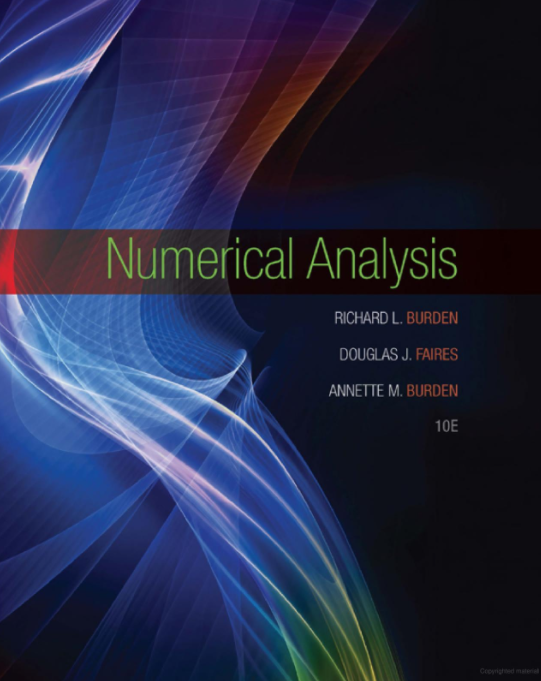 Numerical Analysis
RICHARD L. BURDEN
DOUGLAS J. FAIRES
ANNETTE M. BURDEN
10E
Copyrighted material